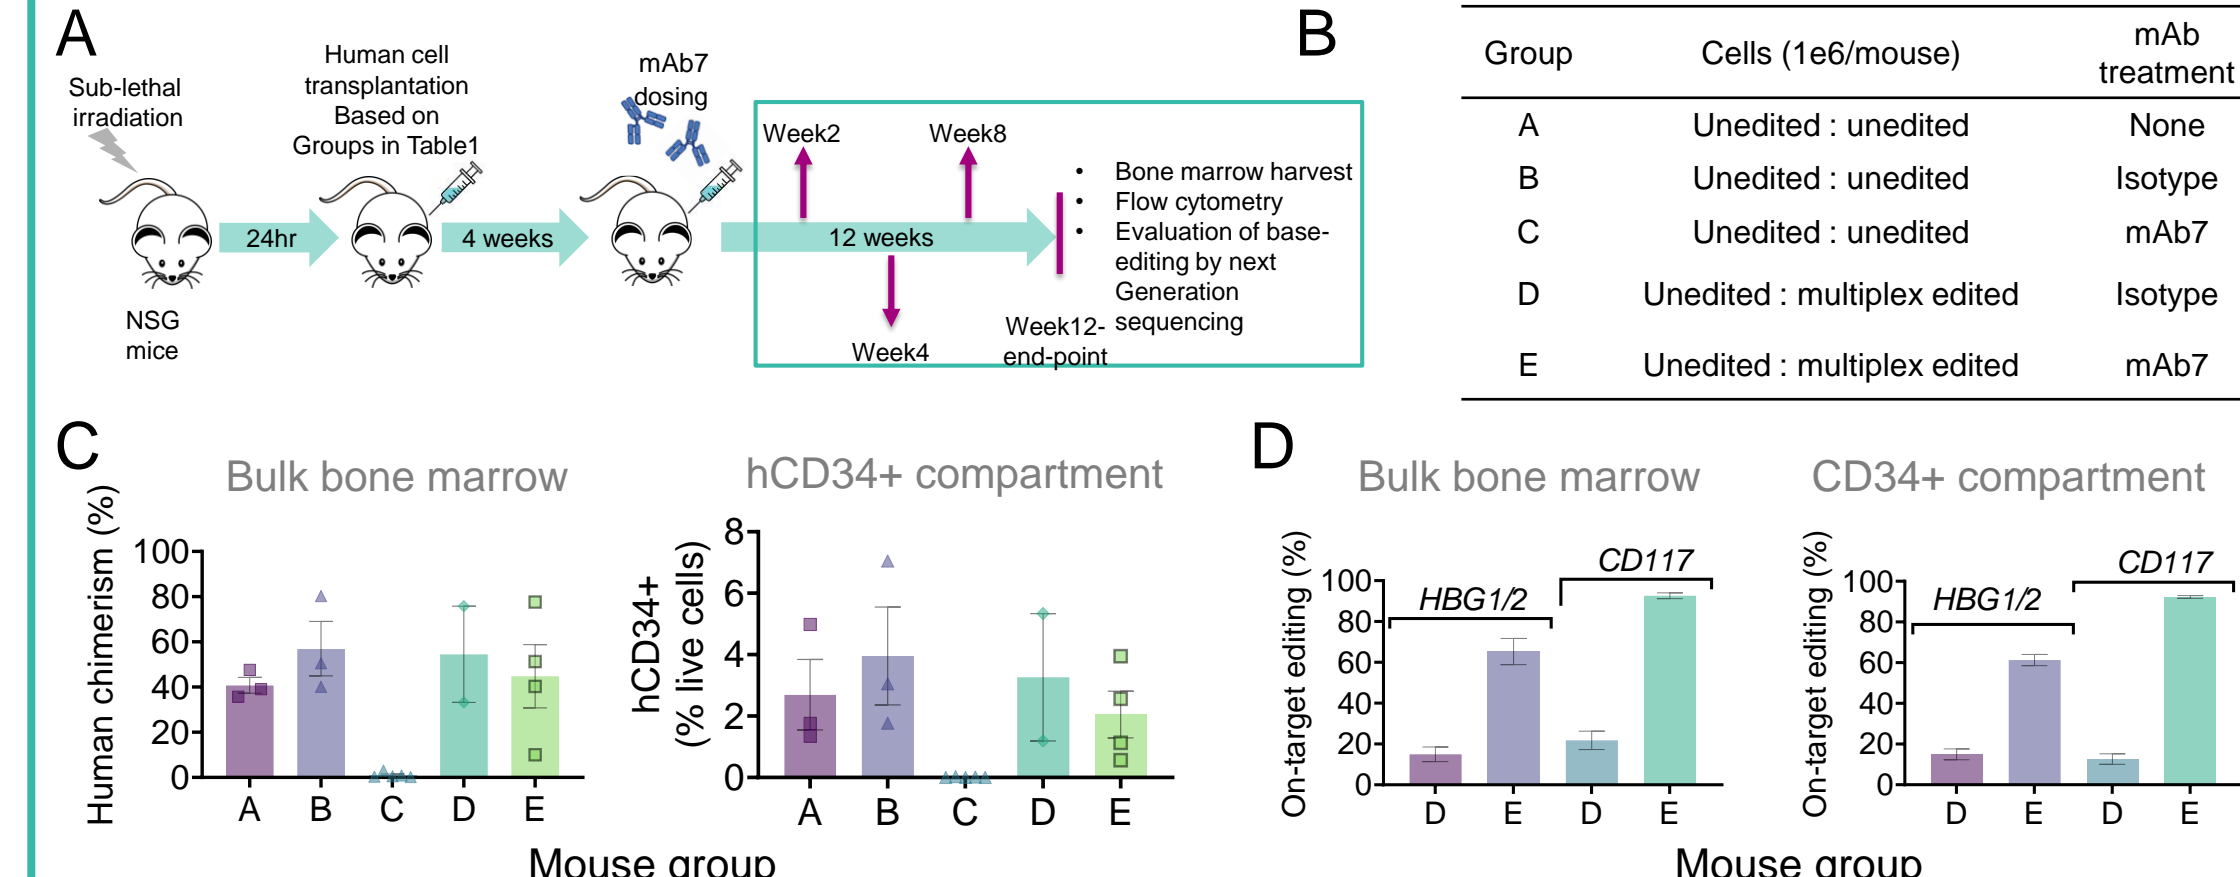 A
Sub-lethal
irradiation
NSG
mice
24hr
Human cell
transplantation
Based on
Groups in Table1
4 weeks
mAb7
dosing
Week2
Week8
12 weeks
Week4
Week12-
end-point
• Bone marrow harvest
• Flow cytometry
• Evaluation of base-
editing by next
Generation
sequencing
B
Group Cells (1e6/mouse) mAb
treatment
A Unedited : unedited None
B Unedited : unedited Isotype
C Unedited : unedited mAb7
D Unedited : multiplex edited Isotype
E Unedited : multiplex edited mAb7
C
Bulk bone marrow
Human chimerism (%)
100
80
60
40
20
0
A B C D E
hCD34+ compartment
hCD34+
(% live cells)
8
6
4
2
0
A B C D E
Mouse group
D
Bulk bone marrow
On-target editing (%)
100
80
60
40
20
0
HBG1/2
CD117
D E D E
CD34+ compartment
On-target editing (%)
100
80
60
40
20
0
HBG1/2
CD117
D E D E
Mouse group